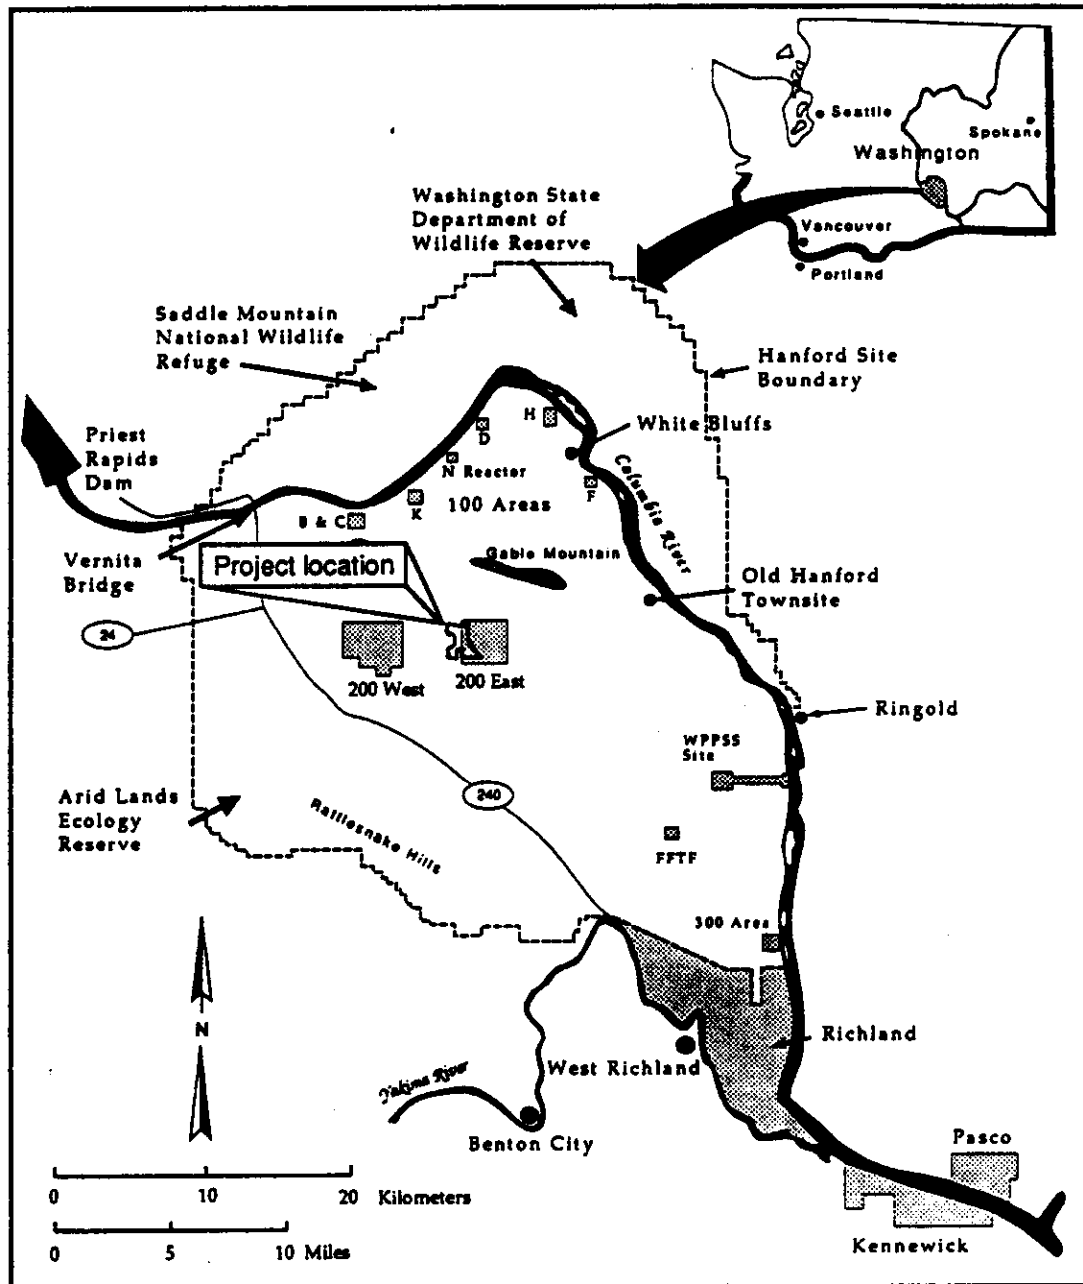 Seattle
Spokane
Washington
Vancouver
Portland
Washington State
Department of
Wildlife Reserve
Saddle Mountain
National Wildlife
Refuge
Hanford Site
Boundary
H
D
White Bluffs
Priest
Rapids
Dam
N Reactor
Columbia River
F
K
100 Areas
B & C
Vernita
Bridge
Project location
Gable Mountain
Old Hanford
Townsite
24
200 West
200 East
Ringold
WPPSS
Site
240
Arid Lands
Ecology
Reserve
Rattlesnake Hills
FFTF
300 Area
N
Richland
West Richland
Yakima River
Benton City
Pasco
Kennewick
0
10
20
Kilometers
0
5
10 Miles